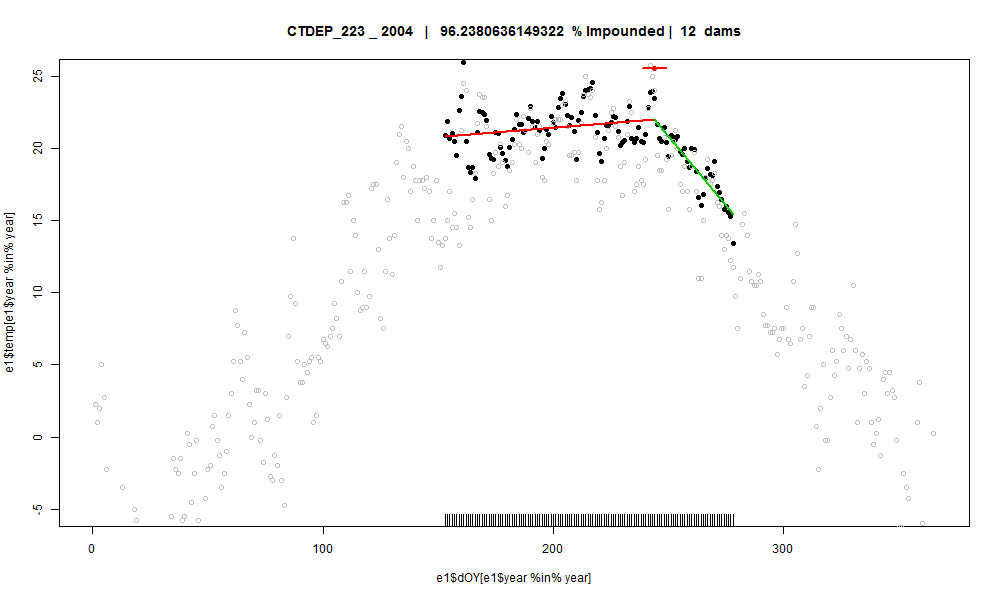 CTDEP_223 _ 2004 | 96.2380636149322 % Impounded | 12 dams
25
20
15
10
5
0
-5
e1$temp[e1$year %in% year]
0 100 200 300
e1$dOY[e1$year %in% year]